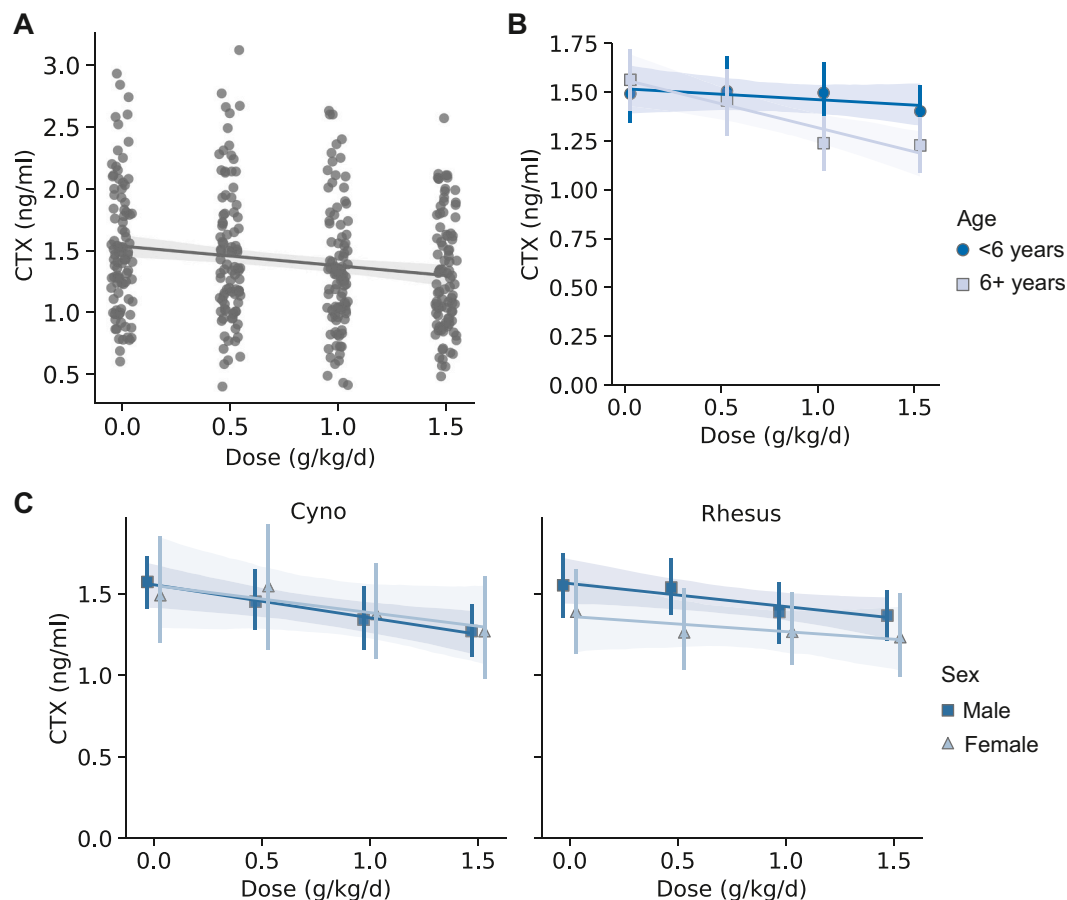 A
3.0
2.5
2.0
1.5
1.0
0.5
CTX (ng/ml)
0.0 0.5 1.0 1.5
Dose (g/kg/d)
B
1.75
1.50
1.25
1.00
0.75
0.50
0.25
0.00
CTX (ng/ml)
0.0 0.5 1.0 1.5
Dose (g/kg/d)
Age
<6 years
6+ years
C
Cyno
1.5
1.0
0.5
0.0
CTX (ng/ml)
0.0 0.5 1.0 1.5
Dose (g/kg/d)
Rhesus
0.0 0.5 1.0 1.5
Dose (g/kg/d)
Sex
Male
Female